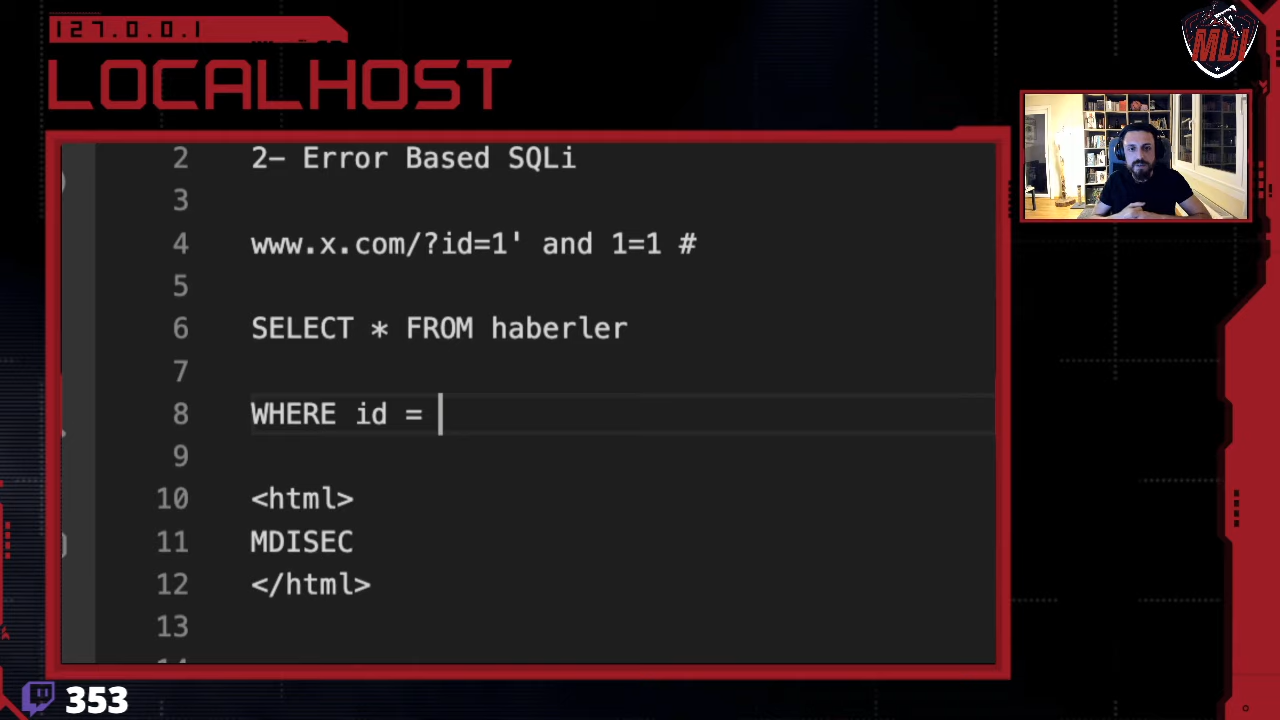 127.0.0.1
LOCALHOST
MDI
2 2- Error Based SQLi
3
4 www.x.com/?id=1' and 1=1 #
5
6 SELECT * FROM haberler
7
8 WHERE id =
9
10 <html>
11 MDISEC
12 </html>
13
353